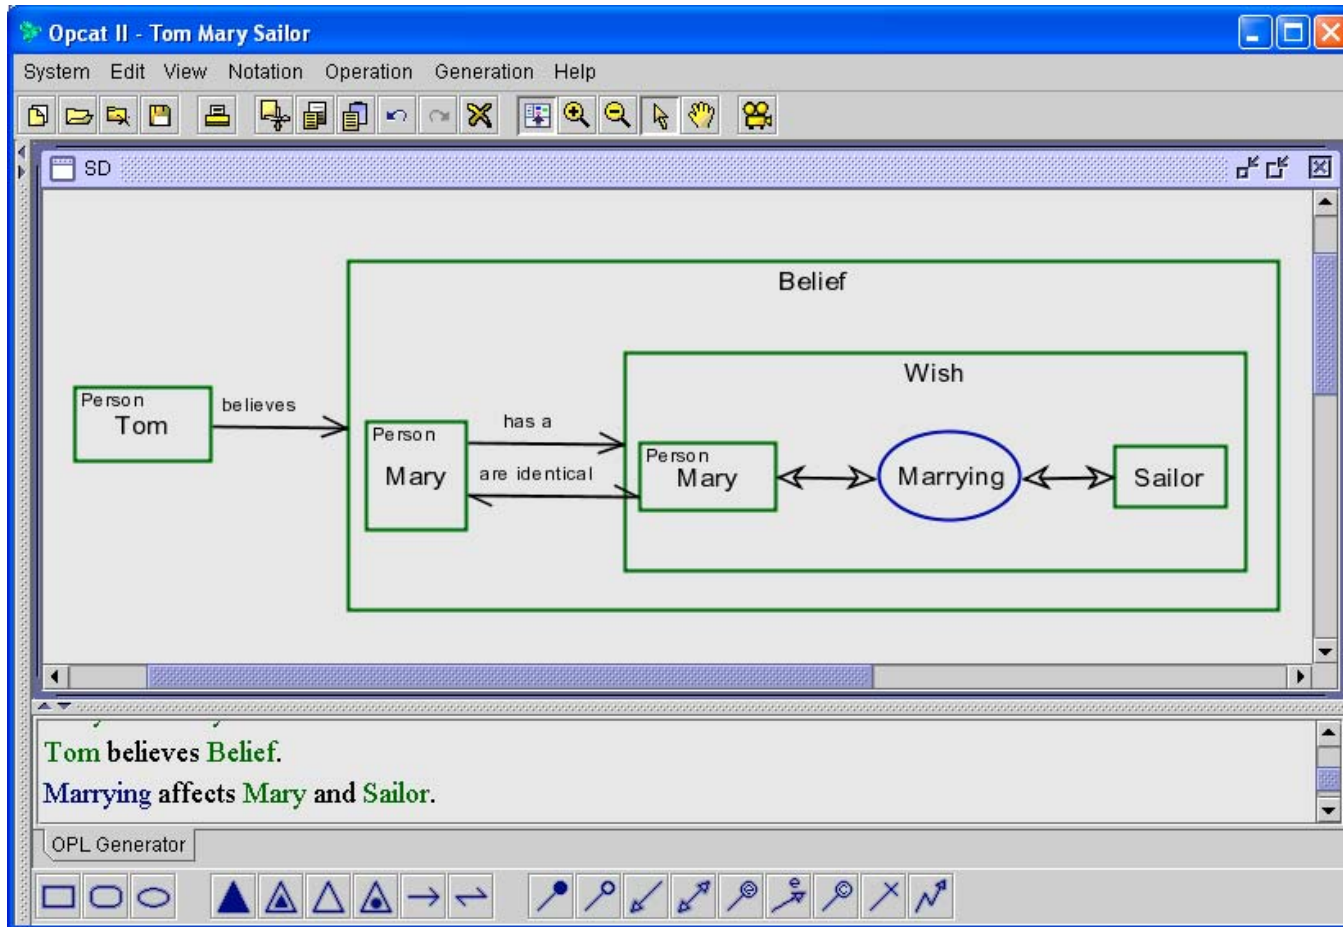 Opcat II - Tom Mary Sailor
System Edit View Notation Operation Generation Help
SD
Belief
Wish
Person
Tom
believes
Person
Mary
has a
are identical
Person
Mary
Marrying
Sailor
Tom believes Belief.
Marrying affects Mary and Sailor.
OPL Generator